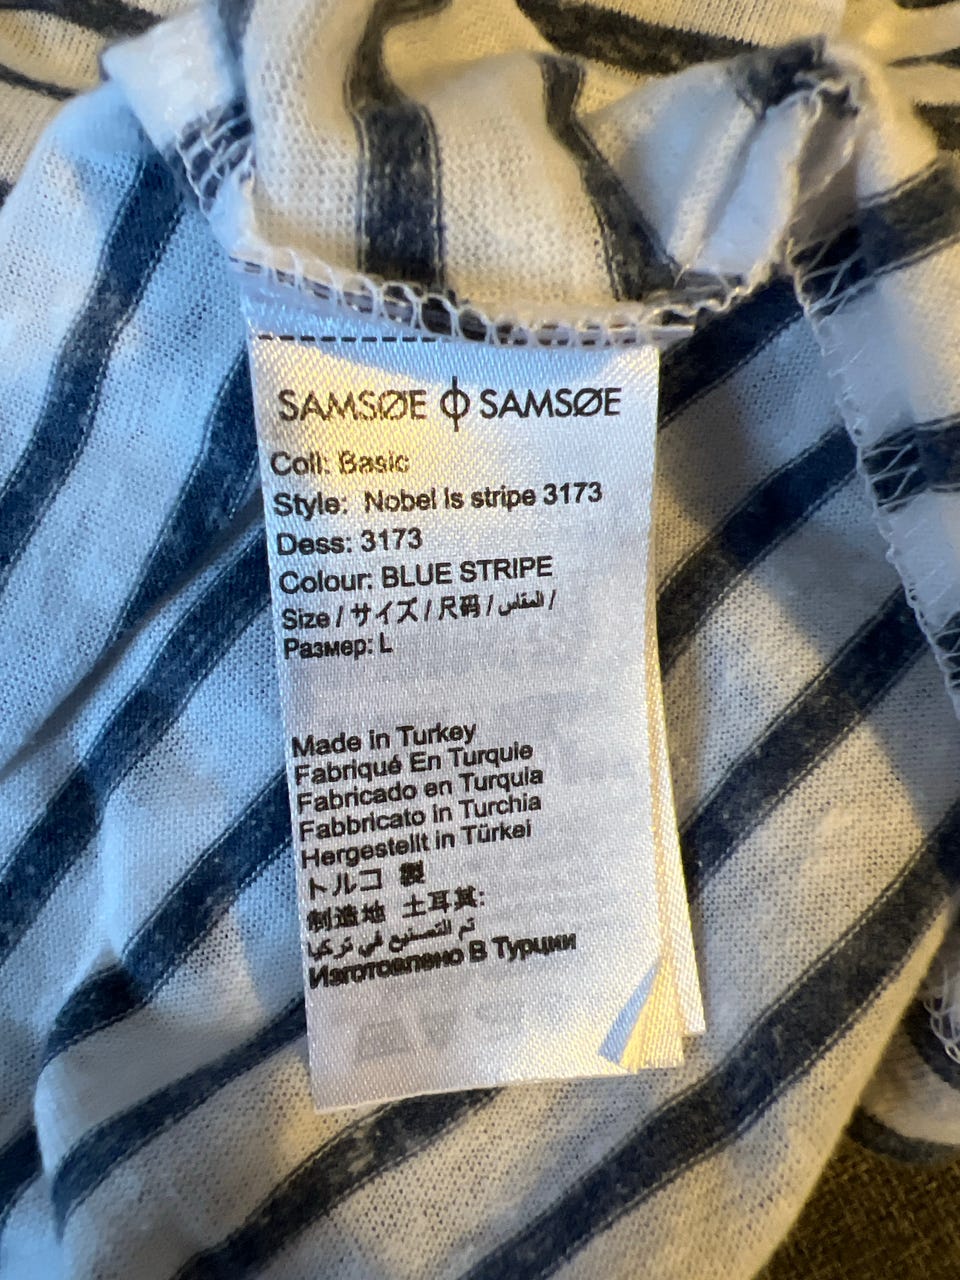 SAMSØE ϕ SAMSØE
Coll: Basic
Style: Nobel ls stripe 3173
Dess: 3173
Colour: BLUE STRIPE
Size / サイズ / 尺码 / المقاس /
Размер: L
Made in Turkey
Fabriqué En Turquie
Fabricado en Turquia
Fabbricato in Turchia
Hergestellt in Türkei
トルコ 製
制造地 土耳其:
تم التصنيع في تركيا
Изготовлено В Турции